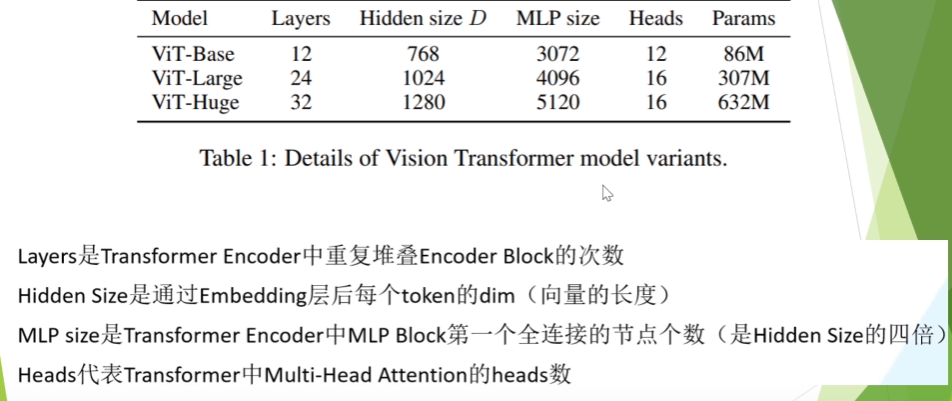 Model Layers Hidden size D MLP size Heads Params
ViT-Base 12 768 3072 12 86M
ViT-Large 24 1024 4096 16 307M
ViT-Huge 32 1280 5120 16 632M
Table 1: Details of Vision Transformer model variants.
Layers是Transformer Encoder中重复堆叠Encoder Block的次数
Hidden Size是通过Embedding层后每个token的dim（向量的长度）
MLP size是Transformer Encoder中MLP Block第一个全连接的节点个数（是Hidden Size的四倍）
Heads代表Transformer中Multi-Head Attention的heads数